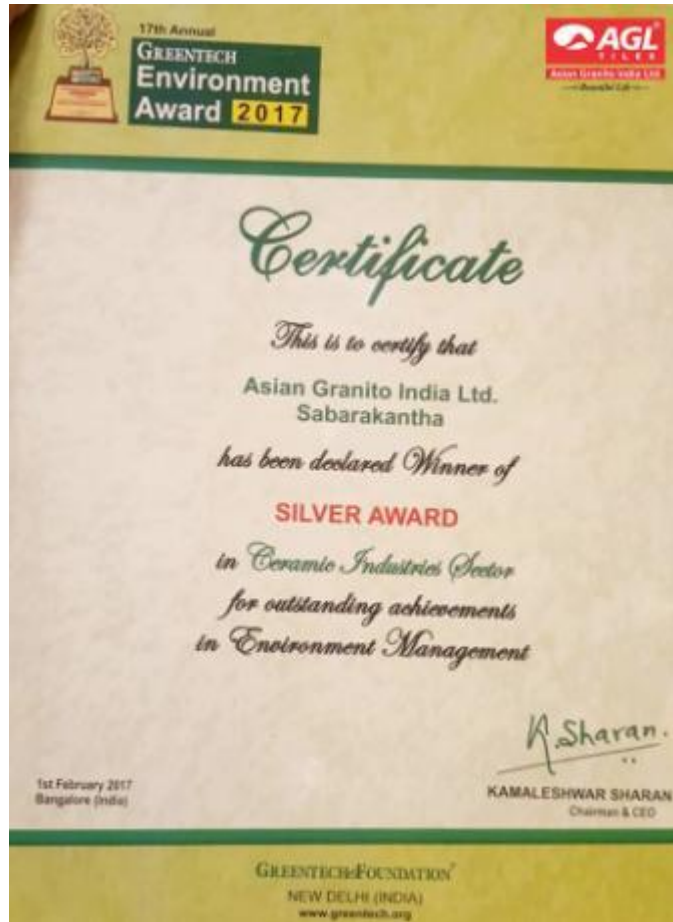 17th Annual
GREENTECH
Environment
Award 2017
AGL
TILES
Asian Granito India Ltd.
Beautiful Life
Certificate
This is to certify that
Asian Granito India Ltd.
Sabarakantha
has been declared Winner of
SILVER AWARD
in Ceramic Industries Sector
for outstanding achievements
in Environment Management
K. Sharan.
1st February 2017
Bangalore (India)
KAMALESHWAR SHARAN
Chairman & CEO
GREENTECH FOUNDATION
NEW DELHI (INDIA)
www.greentech.org